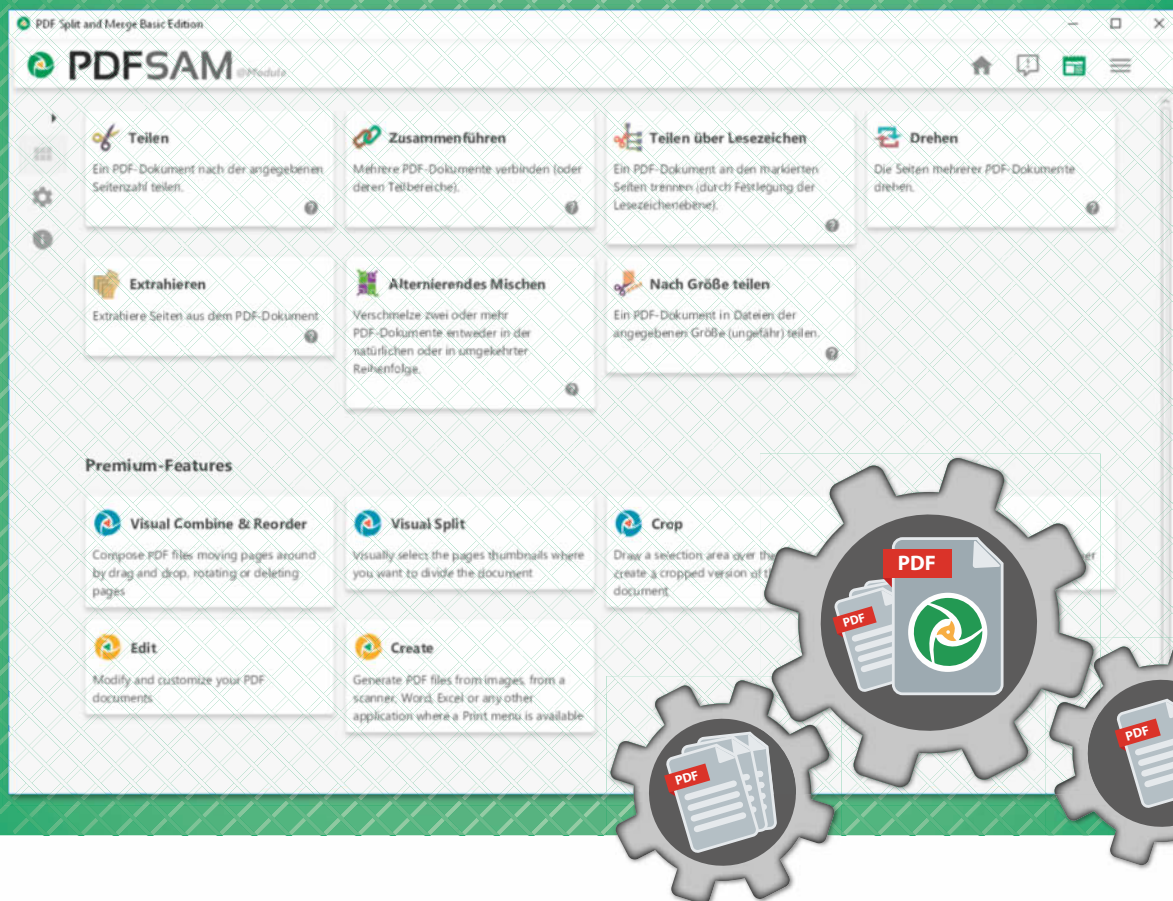 PDF Split and Merge Basic Edition
PDFSAM @Module
Teilen
Ein PDF-Dokument nach der angegebenen
Seitenzahl teilen.
Zusammenführen
Mehrere PDF-Dokumente verbinden (oder
deren Teilbereiche).
Teilen über Lesezeichen
Ein PDF-Dokument an den markierten
Seiten trennen (durch Festlegung der
Lesezeichenebene).
Drehen
Die Seiten mehrerer PDF-Dokumente
drehen.
Extrahieren
Extrahiere Seiten aus dem PDF-Dokument
Alternierendes Mischen
Verschmelze zwei oder mehr
PDF-Dokumente entweder in der
natürlichen oder in umgekehrter
Reihenfolge.
Nach Größe teilen
Ein PDF-Dokument in Dateien der
angegebenen Größe (ungefähr) teilen.
Premium-Features
Visual Combine & Reorder
Compose PDF files moving pages around
by drag and drop, rotating or deleting
pages
Visual Split
Visually select the pages thumbnails where
you want to divide the document
Crop
Draw a selection area over the
create a cropped version of
document
Edit
Modify and customize your PDF
documents
Create
Generate PDF files from images, from a
scanner, Word, Excel or any other
application where a Print menu is available
PDF
PDF
PDF
PDF